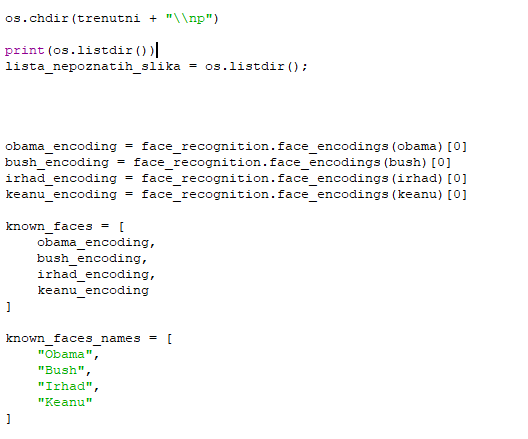 os.chdir(trenutni + "\\np")
print(os.listdir())
lista_nepoznatih_slika = os.listdir();
obama_encoding = face_recognition.face_encodings(obama)[0]
bush_encoding = face_recognition.face_encodings(bush)[0]
irhad_encoding = face_recognition.face_encodings(irhad)[0]
keanu_encoding = face_recognition.face_encodings(keanu)[0]
known_faces = [
    obama_encoding,
    bush_encoding,
    irhad_encoding,
    keanu_encoding
]
known_faces_names = [
    "Obama",
    "Bush",
    "Irhad",
    "Keanu"
]